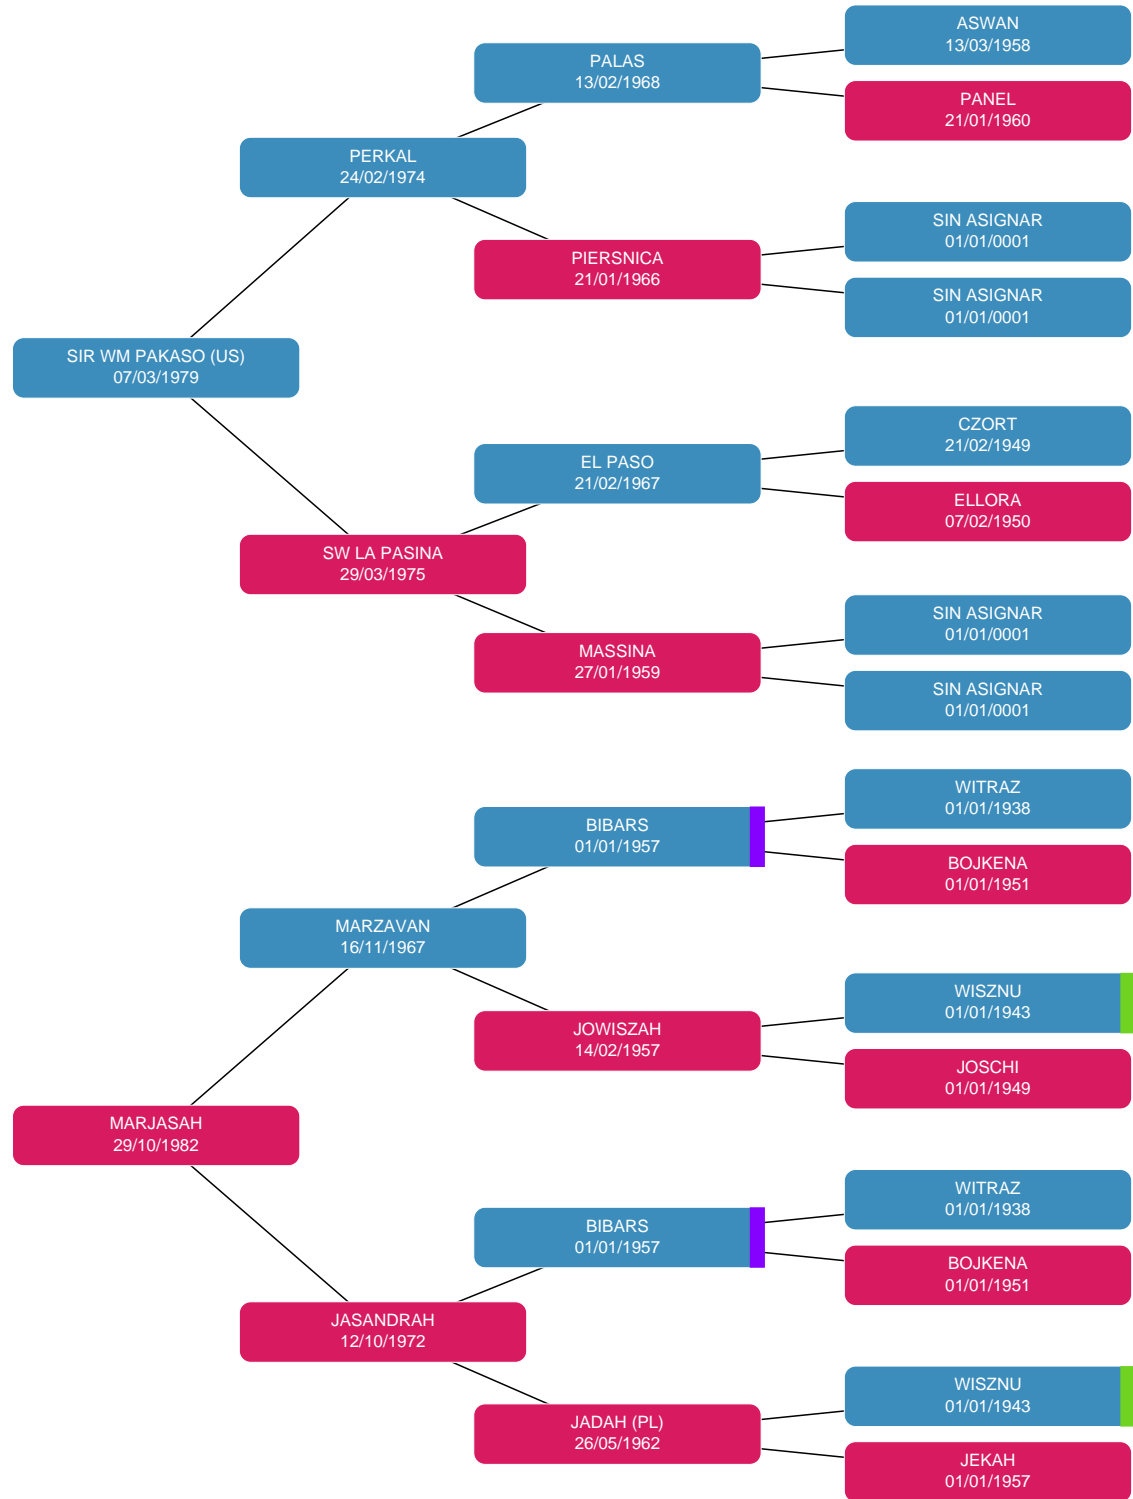 ASWAN
13/03/1958
PALAS
13/02/1968
PANEL
21/01/1960
PERKAL
24/02/1974
SIN ASIGNAR
01/01/0001
PIERSNICA
21/01/1966
SIN ASIGNAR
01/01/0001
SIR WM PAKASO (US)
07/03/1979
CZORT
21/02/1949
EL PASO
21/02/1967
ELLORA
07/02/1950
SW LA PASINA
29/03/1975
SIN ASIGNAR
01/01/0001
MASSINA
27/01/1959
SIN ASIGNAR
01/01/0001
WITRAZ
01/01/1938
BIBARS
01/01/1957
BOJKENA
01/01/1951
MARZAVAN
16/11/1967
WISZNU
01/01/1943
JOWISZAH
14/02/1957
JOSCHI
01/01/1949
MARJASAH
29/10/1982
WITRAZ
01/01/1938
BIBARS
01/01/1957
BOJKENA
01/01/1951
JASANDRAH
12/10/1972
WISZNU
01/01/1943
JADAH (PL)
26/05/1962
JEKAH
01/01/1957